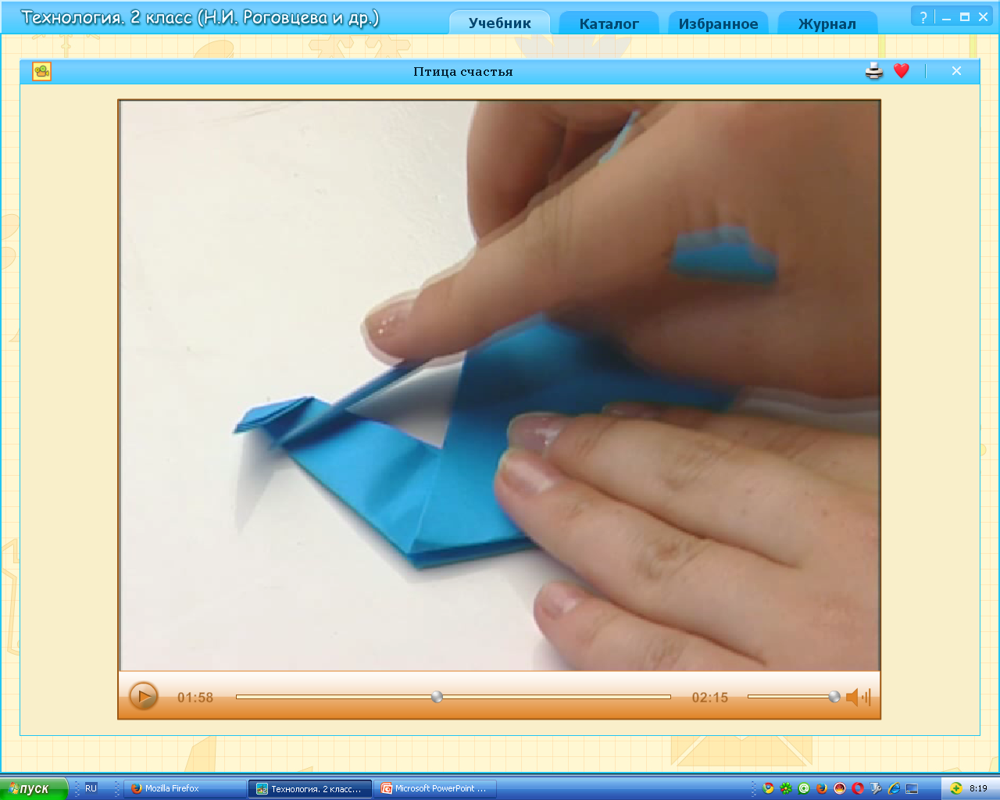 Технология. 2 класс (Н.И. Роговцева и др.)
Учебник
Каталог
Избранное
Журнал
?
Птица счастья
01:58
02:15
пуск
RU
Mozilla Firefox
Технология. 2 класс...
Microsoft PowerPoint ...
8:19